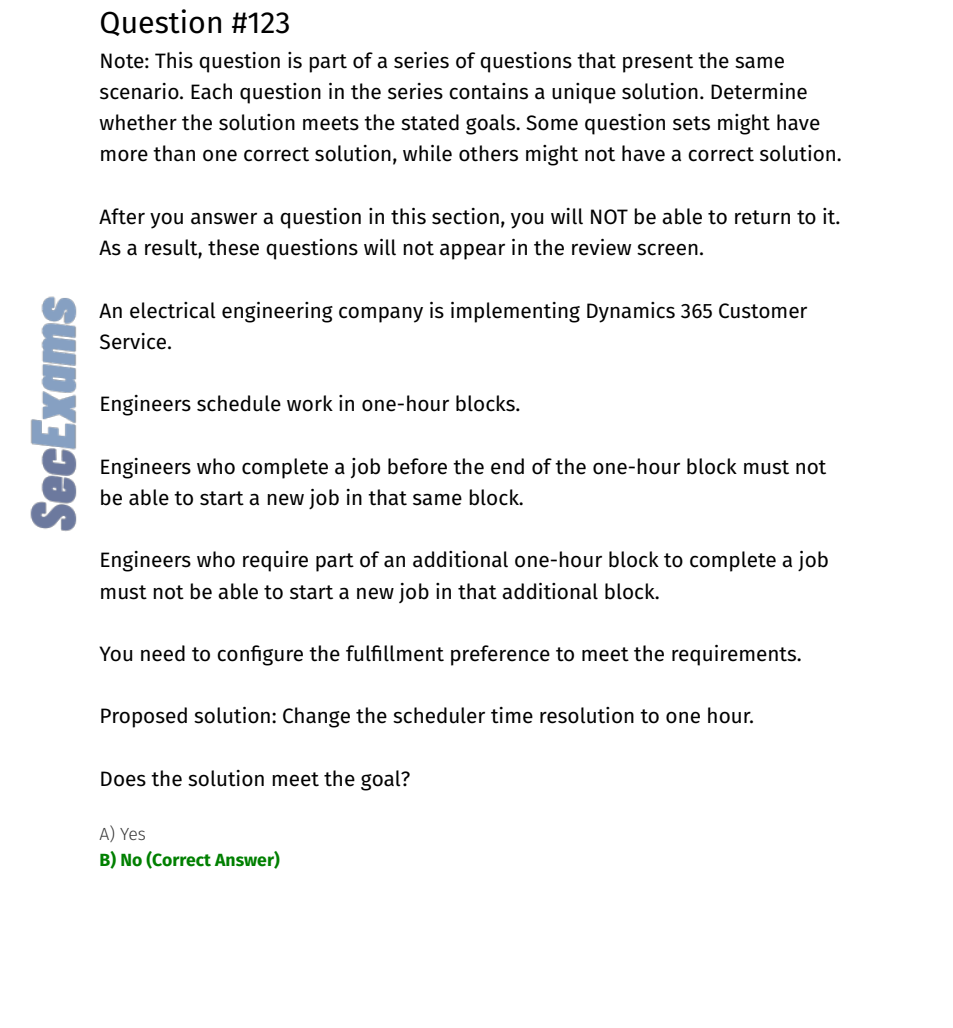 Question #123
Note: This question is part of a series of questions that present the same
scenario. Each question in the series contains a unique solution. Determine
whether the solution meets the stated goals. Some question sets might have
more than one correct solution, while others might not have a correct solution.
After you answer a question in this section, you will NOT be able to return to it.
As a result, these questions will not appear in the review screen.
An electrical engineering company is implementing Dynamics 365 Customer
Service.
Engineers schedule work in one-hour blocks.
Engineers who complete a job before the end of the one-hour block must not
be able to start a new job in that same block.
Engineers who require part of an additional one-hour block to complete a job
must not be able to start a new job in that additional block.
You need to configure the fulfillment preference to meet the requirements.
Proposed solution: Change the scheduler time resolution to one hour.
Does the solution meet the goal?
A) Yes
B) No (Correct Answer)
SecExams